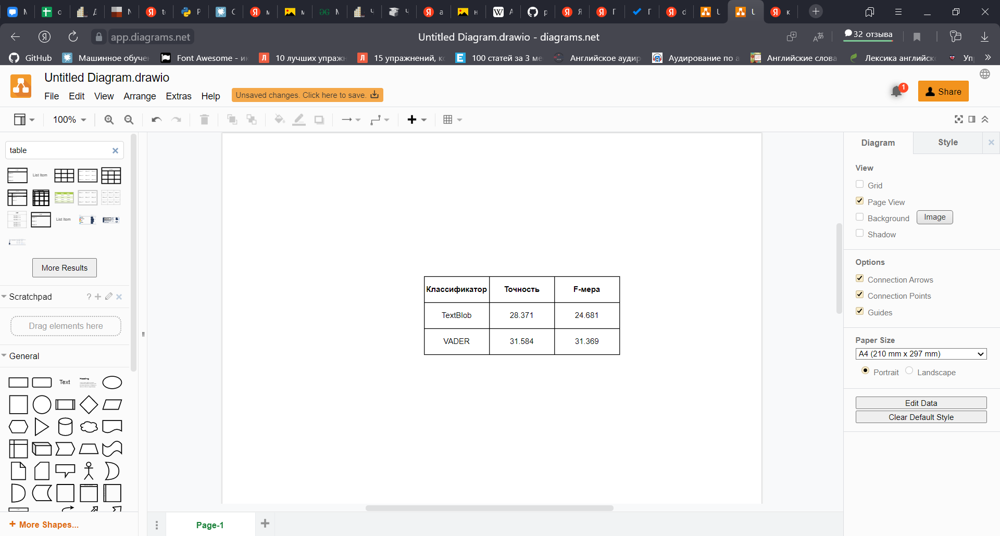 app.diagrams.net
Untitled Diagram.drawio - diagrams.net
32 отзыва
GitHub
Машинное обуче
Font Awesome - и
10 лучших упраж
15 упражнений, к
100 статей за 3 ме
Английское аудир
Аудирование по а
Английские слова
Лексика английск
Уп
Untitled Diagram.drawio
File Edit View Arrange Extras Help
Unsaved changes. Click here to save.
1
Share
100%
table
List Item
List Item
More Results
Scratchpad
?
Drag elements here
General
Text
Heading
+ More Shapes...
Классификатор Точность F-мера
TextBlob 28.371 24.681
VADER 31.584 31.369
Page-1
Diagram Style
View
Grid
Page View
Background Image
Shadow
Options
Connection Arrows
Connection Points
Guides
Paper Size
A4 (210 mm x 297 mm)
Portrait Landscape
Edit Data
Clear Default Style